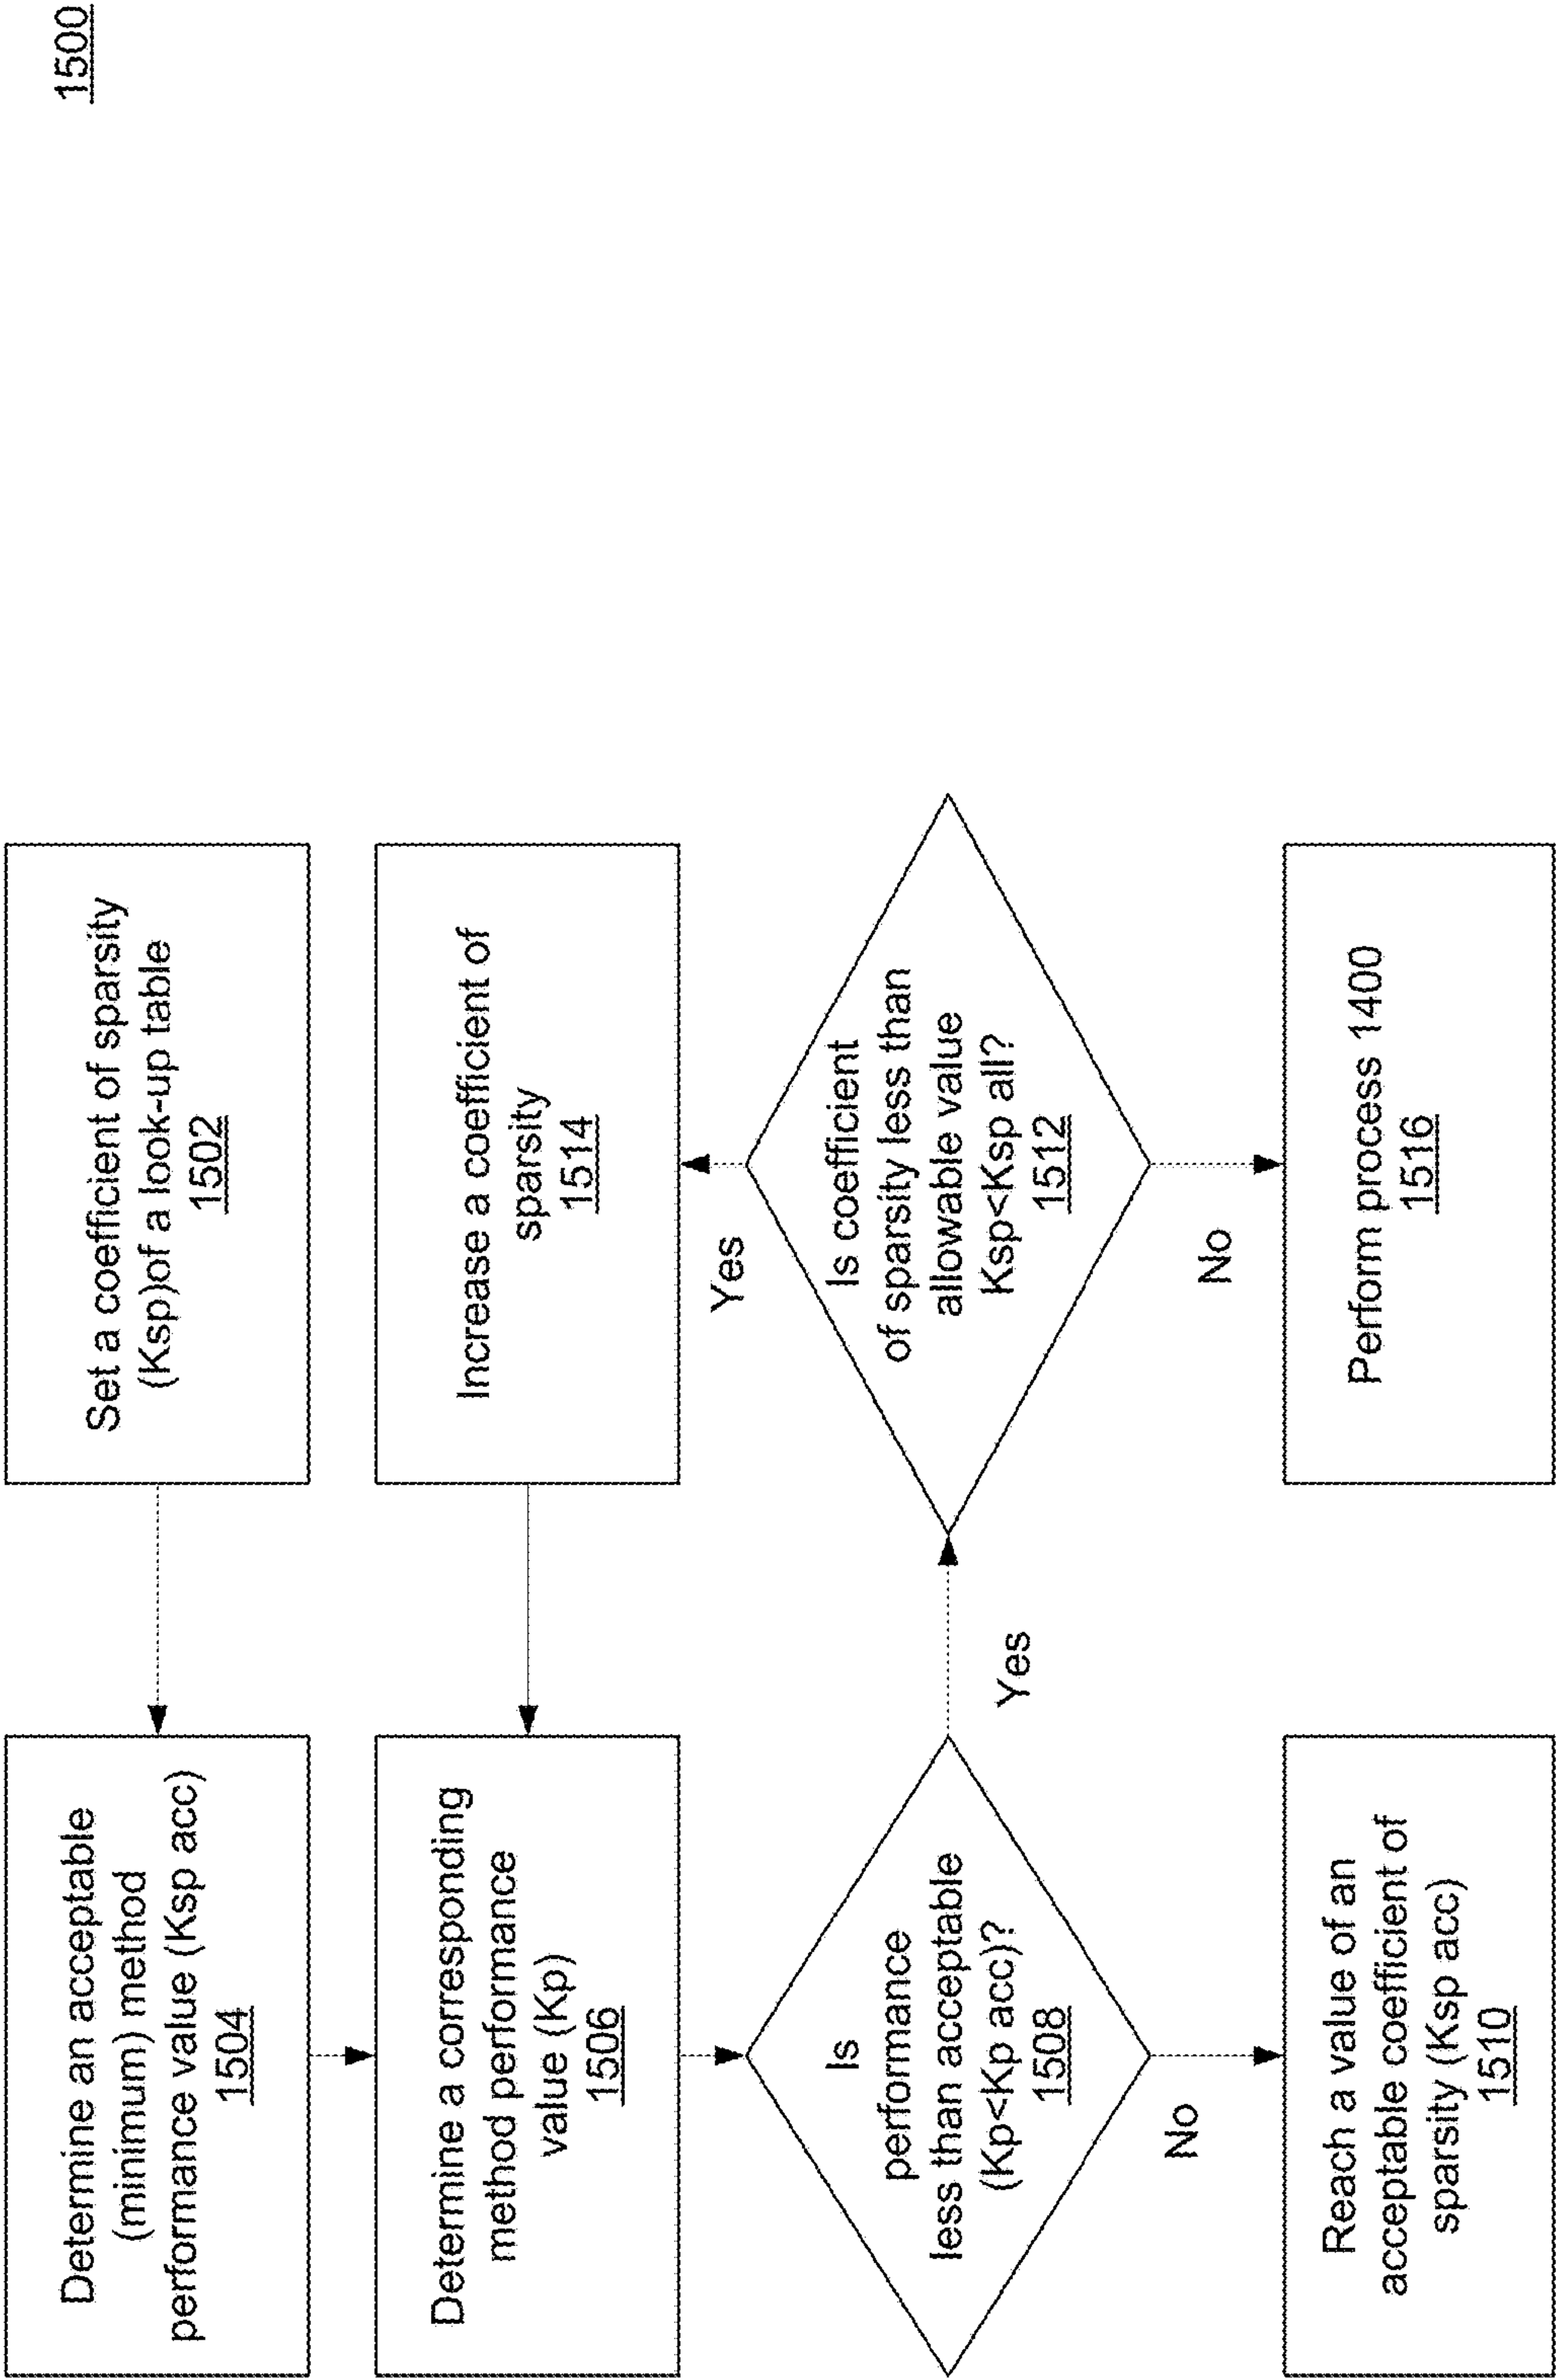 1500
Set a coefficient of sparsity
(Ksp)of a look-up table
1502
Determine an acceptable
(minimum) method
performance value (Ksp acc)
1504
Determine a corresponding
method performance
value (Kp)
1506
Increase a coefficient of
sparsity
1514
Is
performance
less than acceptable
(Kp<Kp acc)?
1508
Yes
Is coefficient
of sparsity less than
allowable value
Ksp<Ksp all?
1512
Yes
No
No
Reach a value of an
acceptable coefficient of
sparsity (Ksp acc)
1510
Perform process 1400
1516